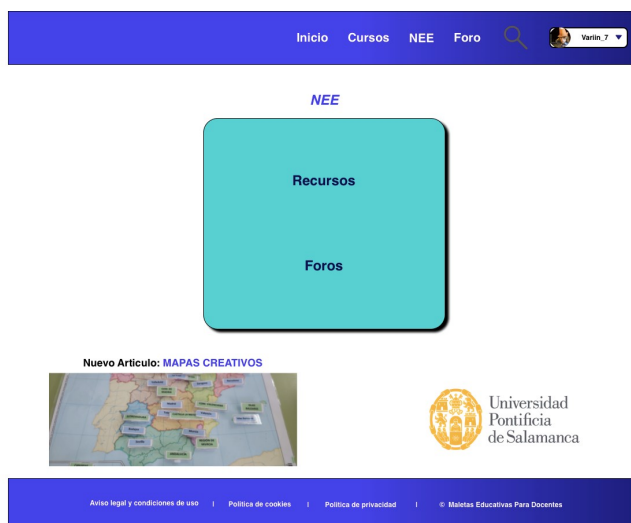 Inicio Cursos NEE Foro Varlin_7
NEE
Recursos
Foros
Nuevo Articulo: MAPAS CREATIVOS
Universidad
Pontificia
de Salamanca
Aviso legal y condiciones de uso | Política de cookies | Política de privacidad | © Maletas Educativas Para Docentes